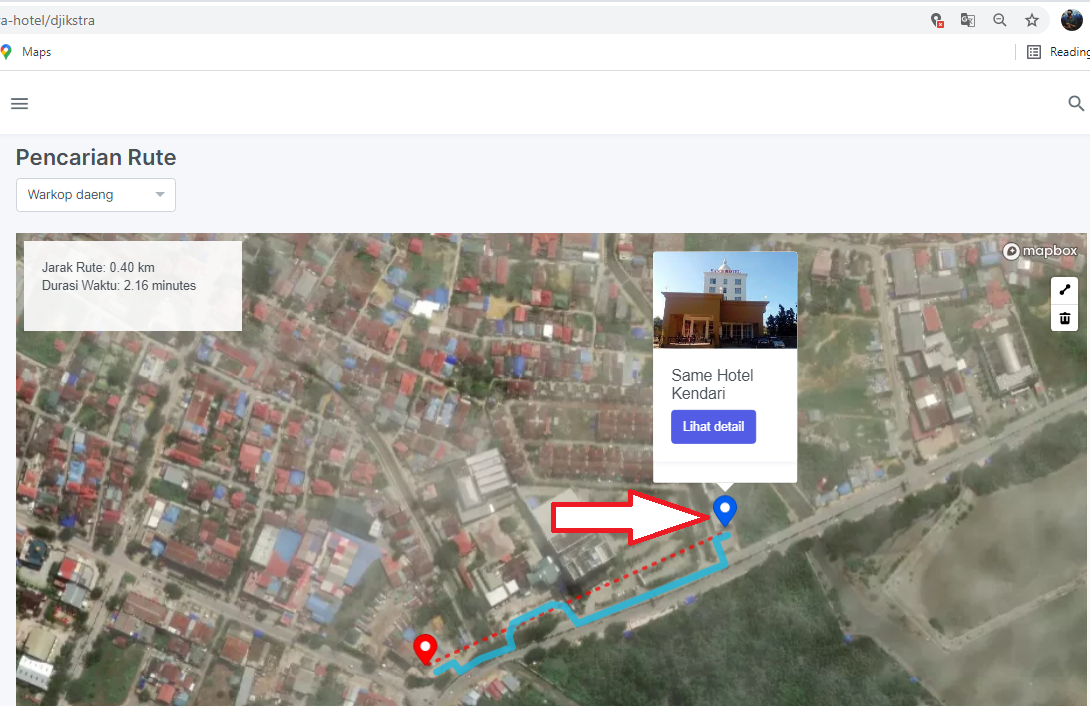 a-hotel/djikstra
Maps
Reading
Pencarian Rute
Warkop daeng
Jarak Rute: 0.40 km
Durasi Waktu: 2.16 minutes
mapbox
Same Hotel
Kendari
Lihat detail